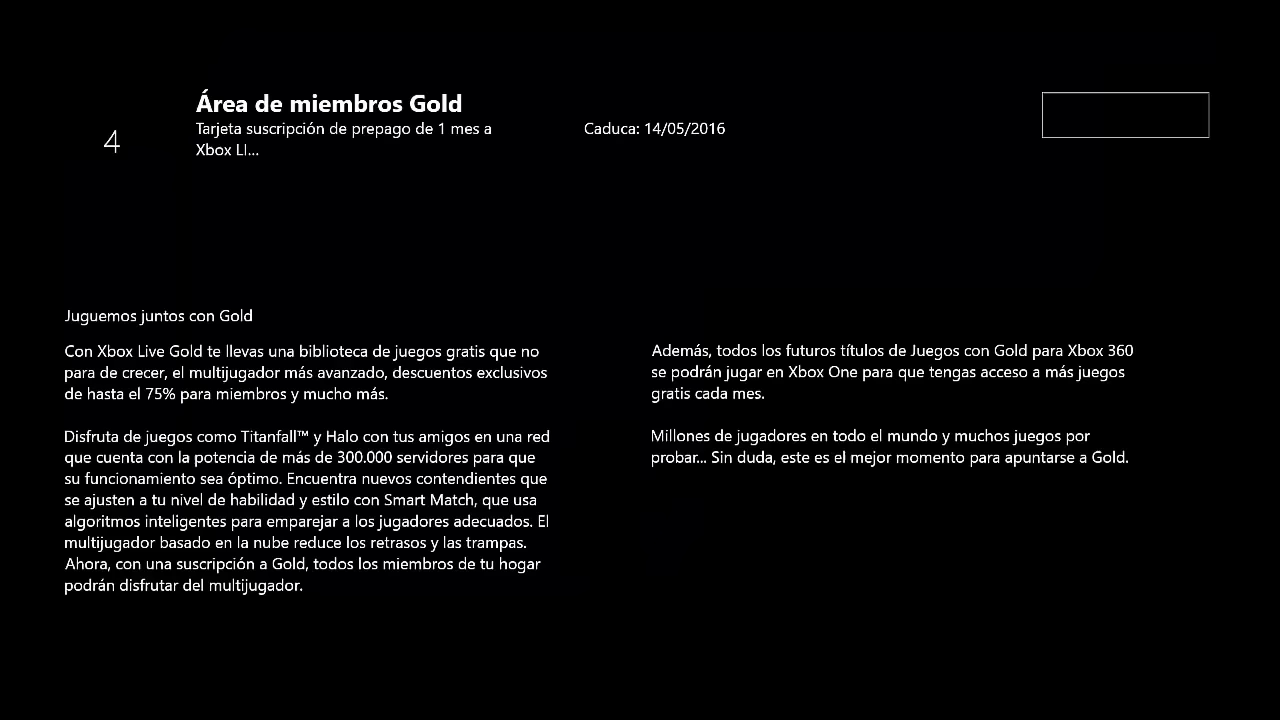 4
Área de miembros Gold
Tarjeta suscripción de prepago de 1 mes a
Xbox LI...
Caduca: 14/05/2016
Juguemos juntos con Gold
Con Xbox Live Gold te llevas una biblioteca de juegos gratis que no
para de crecer, el multijugador más avanzado, descuentos exclusivos
de hasta el 75% para miembros y mucho más.
Disfruta de juegos como Titanfall™ y Halo con tus amigos en una red
que cuenta con la potencia de más de 300.000 servidores para que
su funcionamiento sea óptimo. Encuentra nuevos contendientes que
se ajusten a tu nivel de habilidad y estilo con Smart Match, que usa
algoritmos inteligentes para emparejar a los jugadores adecuados. El
multijugador basado en la nube reduce los retrasos y las trampas.
Ahora, con una suscripción a Gold, todos los miembros de tu hogar
podrán disfrutar del multijugador.
Además, todos los futuros títulos de Juegos con Gold para Xbox 360
se podrán jugar en Xbox One para que tengas acceso a más juegos
gratis cada mes.
Millones de jugadores en todo el mundo y muchos juegos por
probar... Sin duda, este es el mejor momento para apuntarse a Gold.